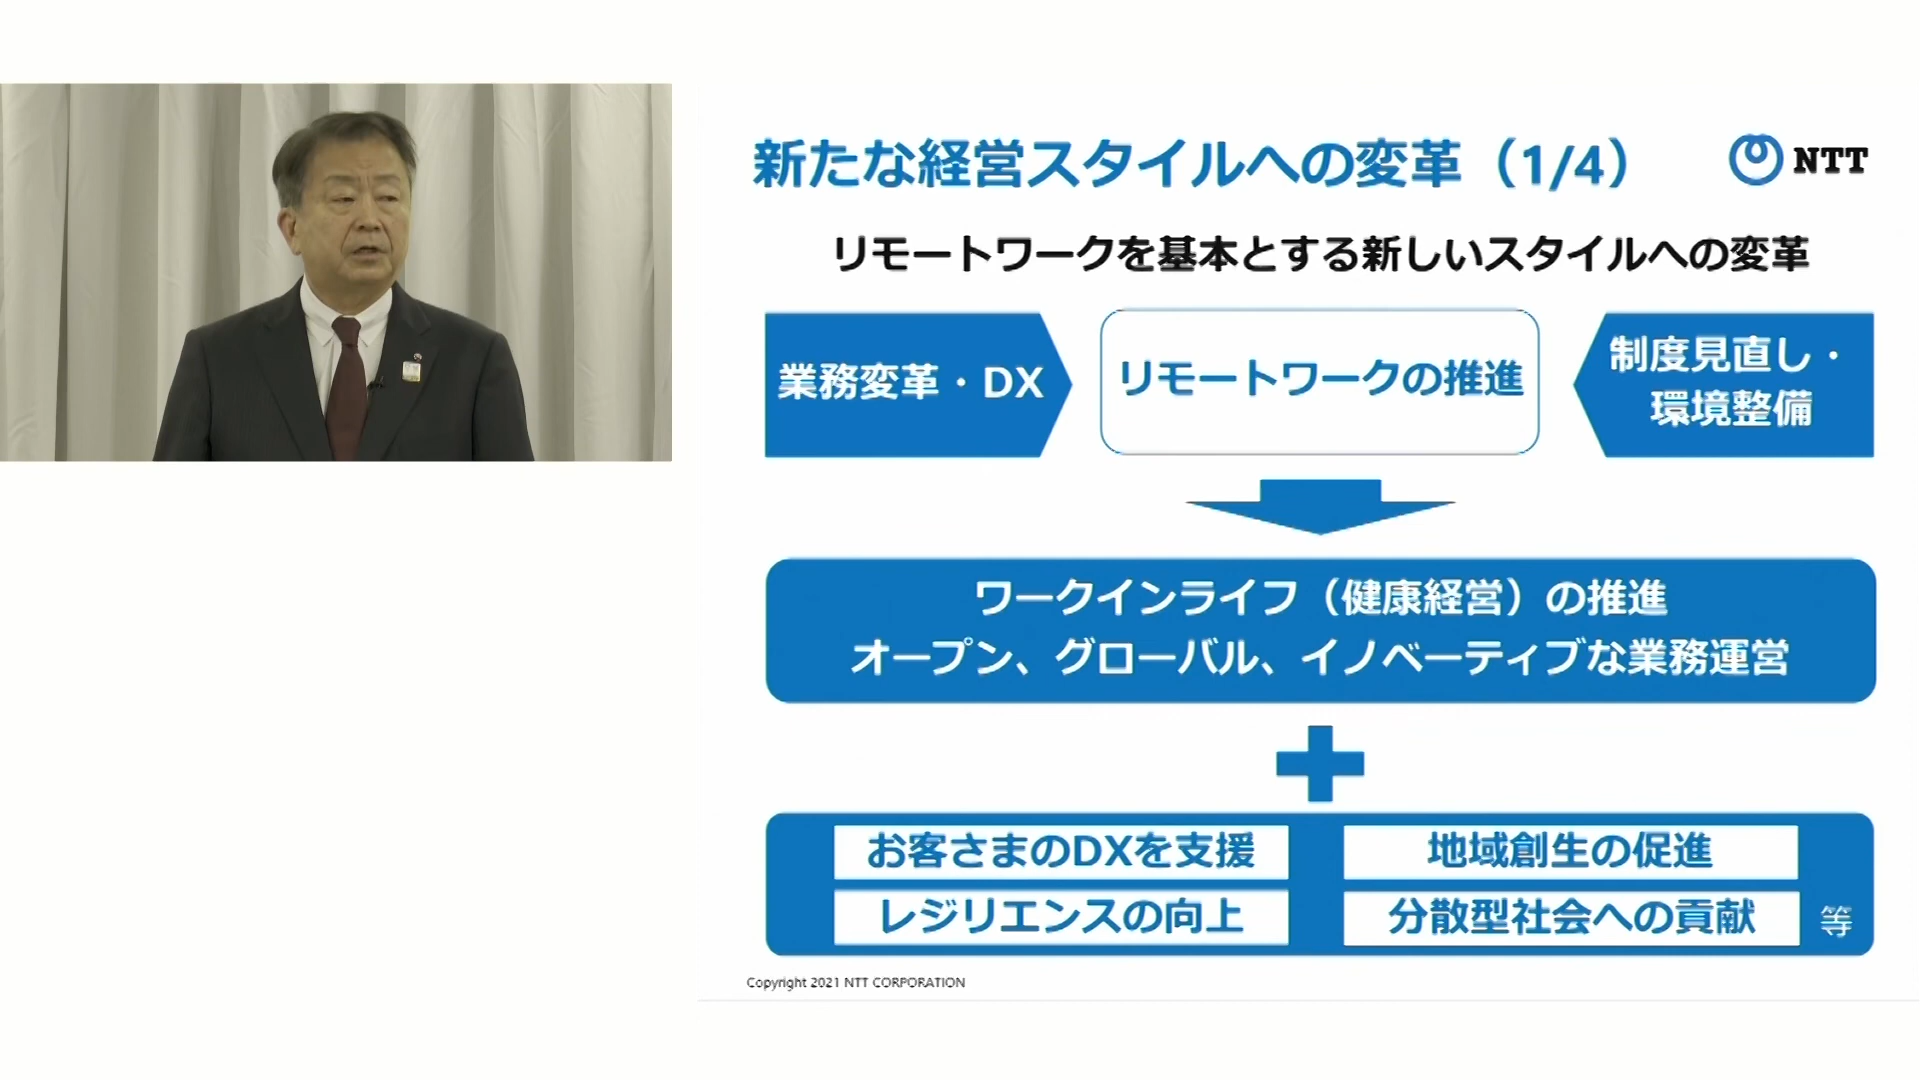 新たな経営スタイルへの変革（1/4）
NTT
リモートワークを基本とする新しいスタイルへの変革
業務変革・DX
リモートワークの推進
制度見直し・
環境整備
ワークインライフ（健康経営）の推進
オープン、グローバル、イノベーティブな業務運営
お客さまのDXを支援
地域創生の促進
レジリエンスの向上
分散型社会への貢献
等
Copyright 2021 NTT CORPORATION